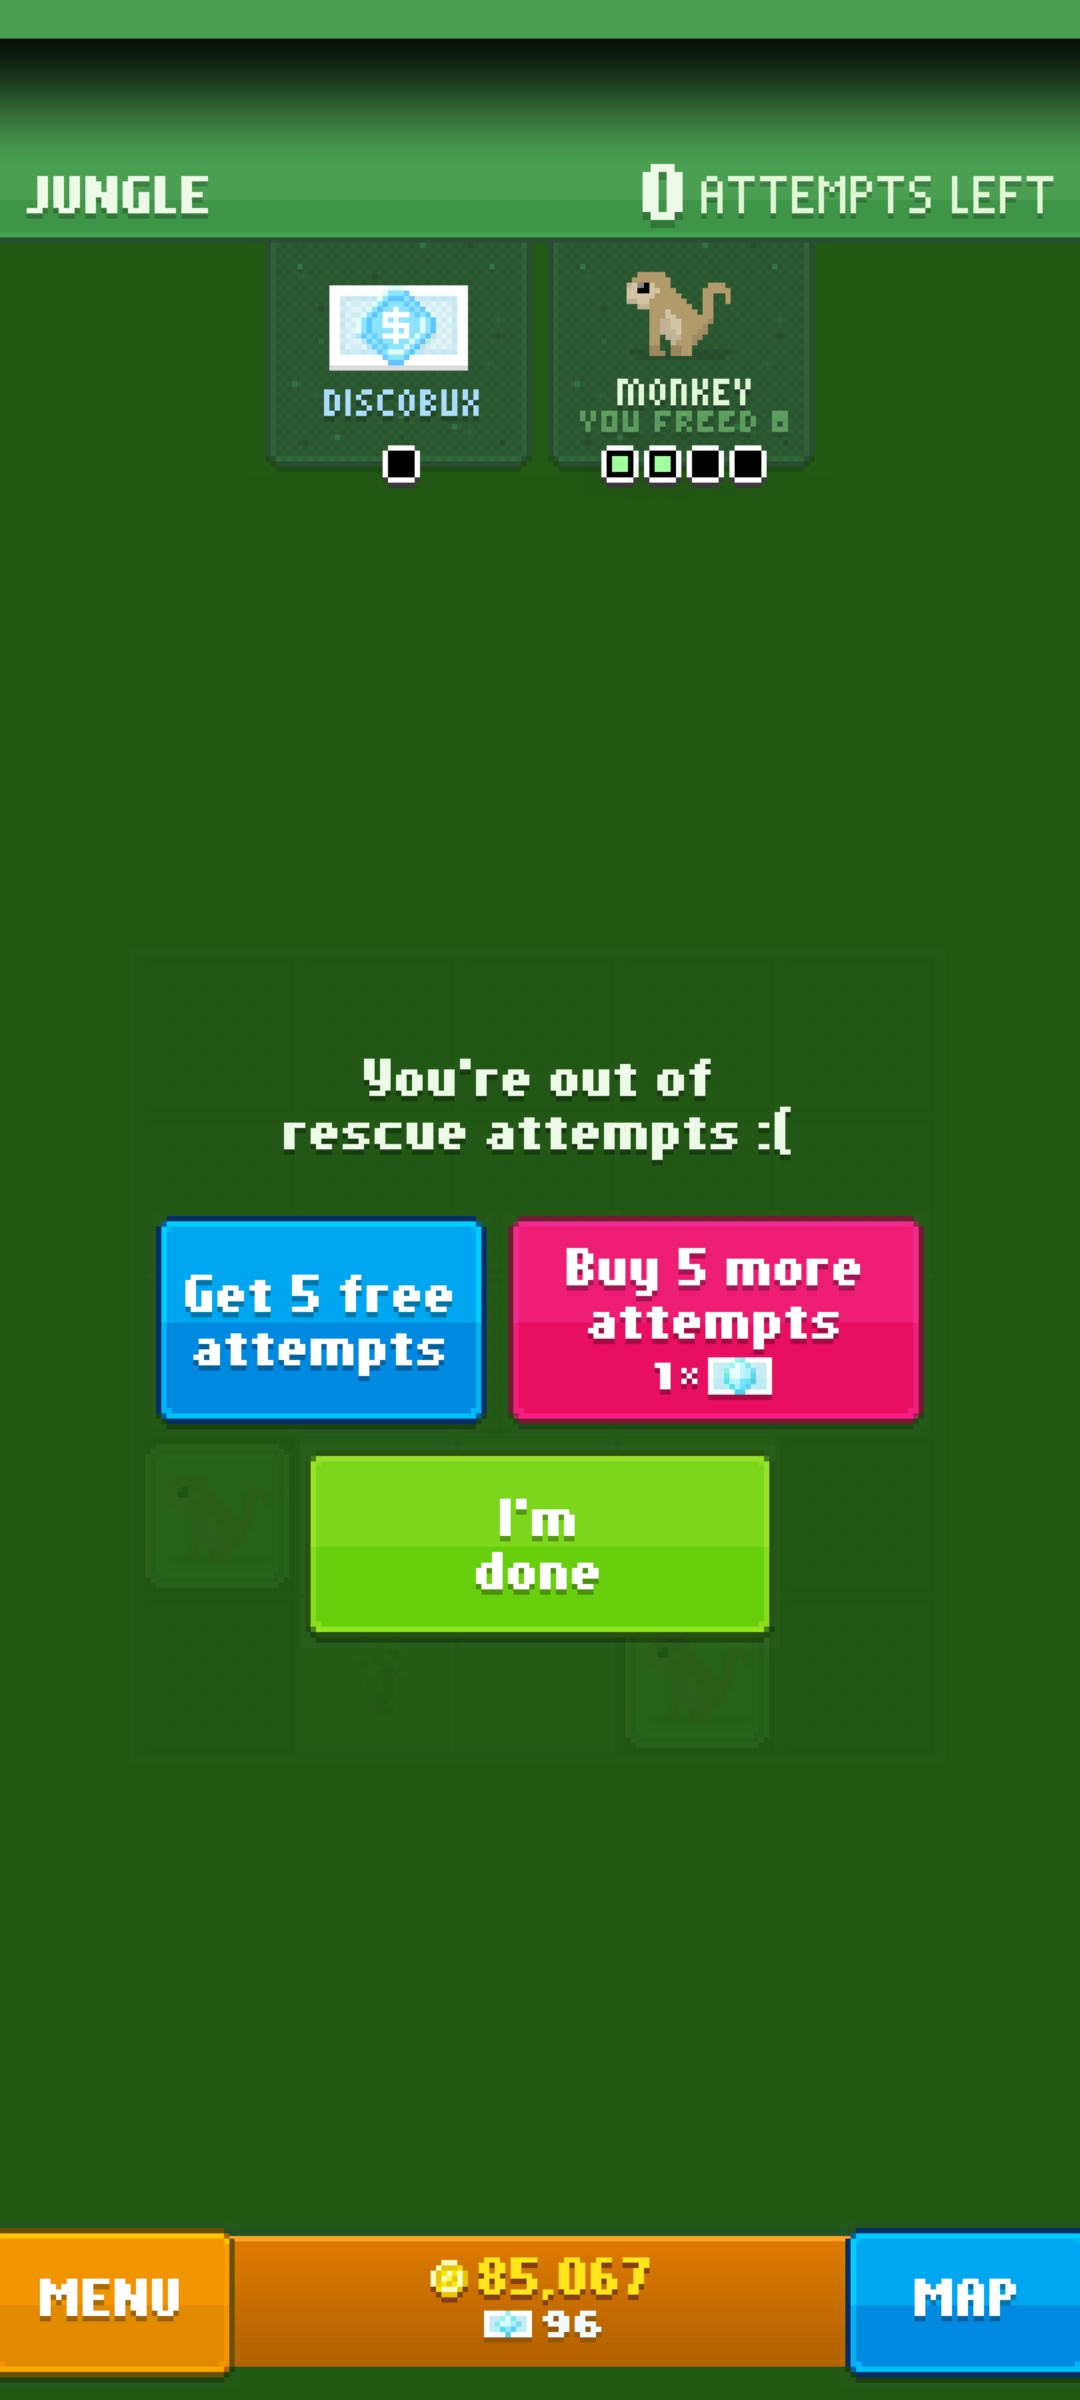 JUNGLE
0 ATTEMPTS LEFT
$
DISCOBUX
MONKEY
YOU FREED 0
You're out of
rescue attempts :(
Get 5 free
attempts
Buy 5 more
attempts
1×
I'm
done
MENU
85,067
96
MAP